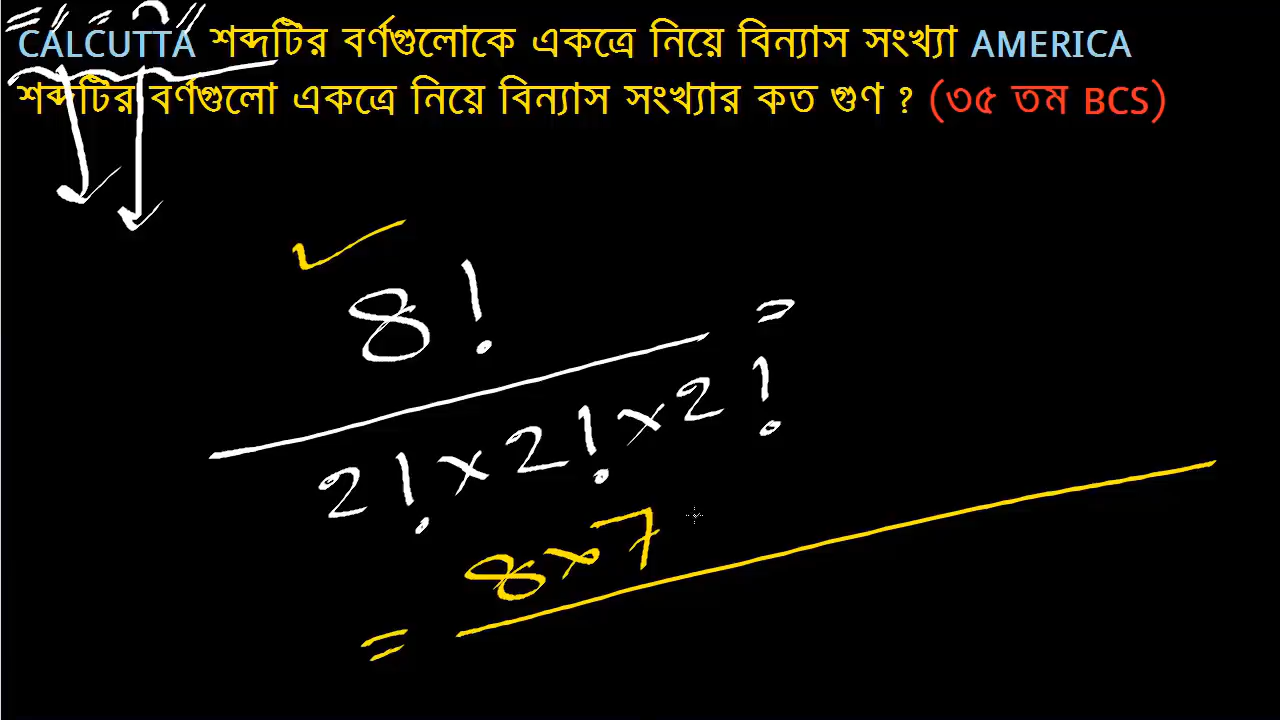 CALCUTTA শব্দটির বর্ণগুলোকে একত্রে নিয়ে বিন্যাস সংখ্যা AMERICA
শব্দটির বর্ণগুলো একত্রে নিয়ে বিন্যাস সংখ্যার কত গুণ ? (৩৫ তম BCS)
8! =
2!×2!×2!
= 8×7